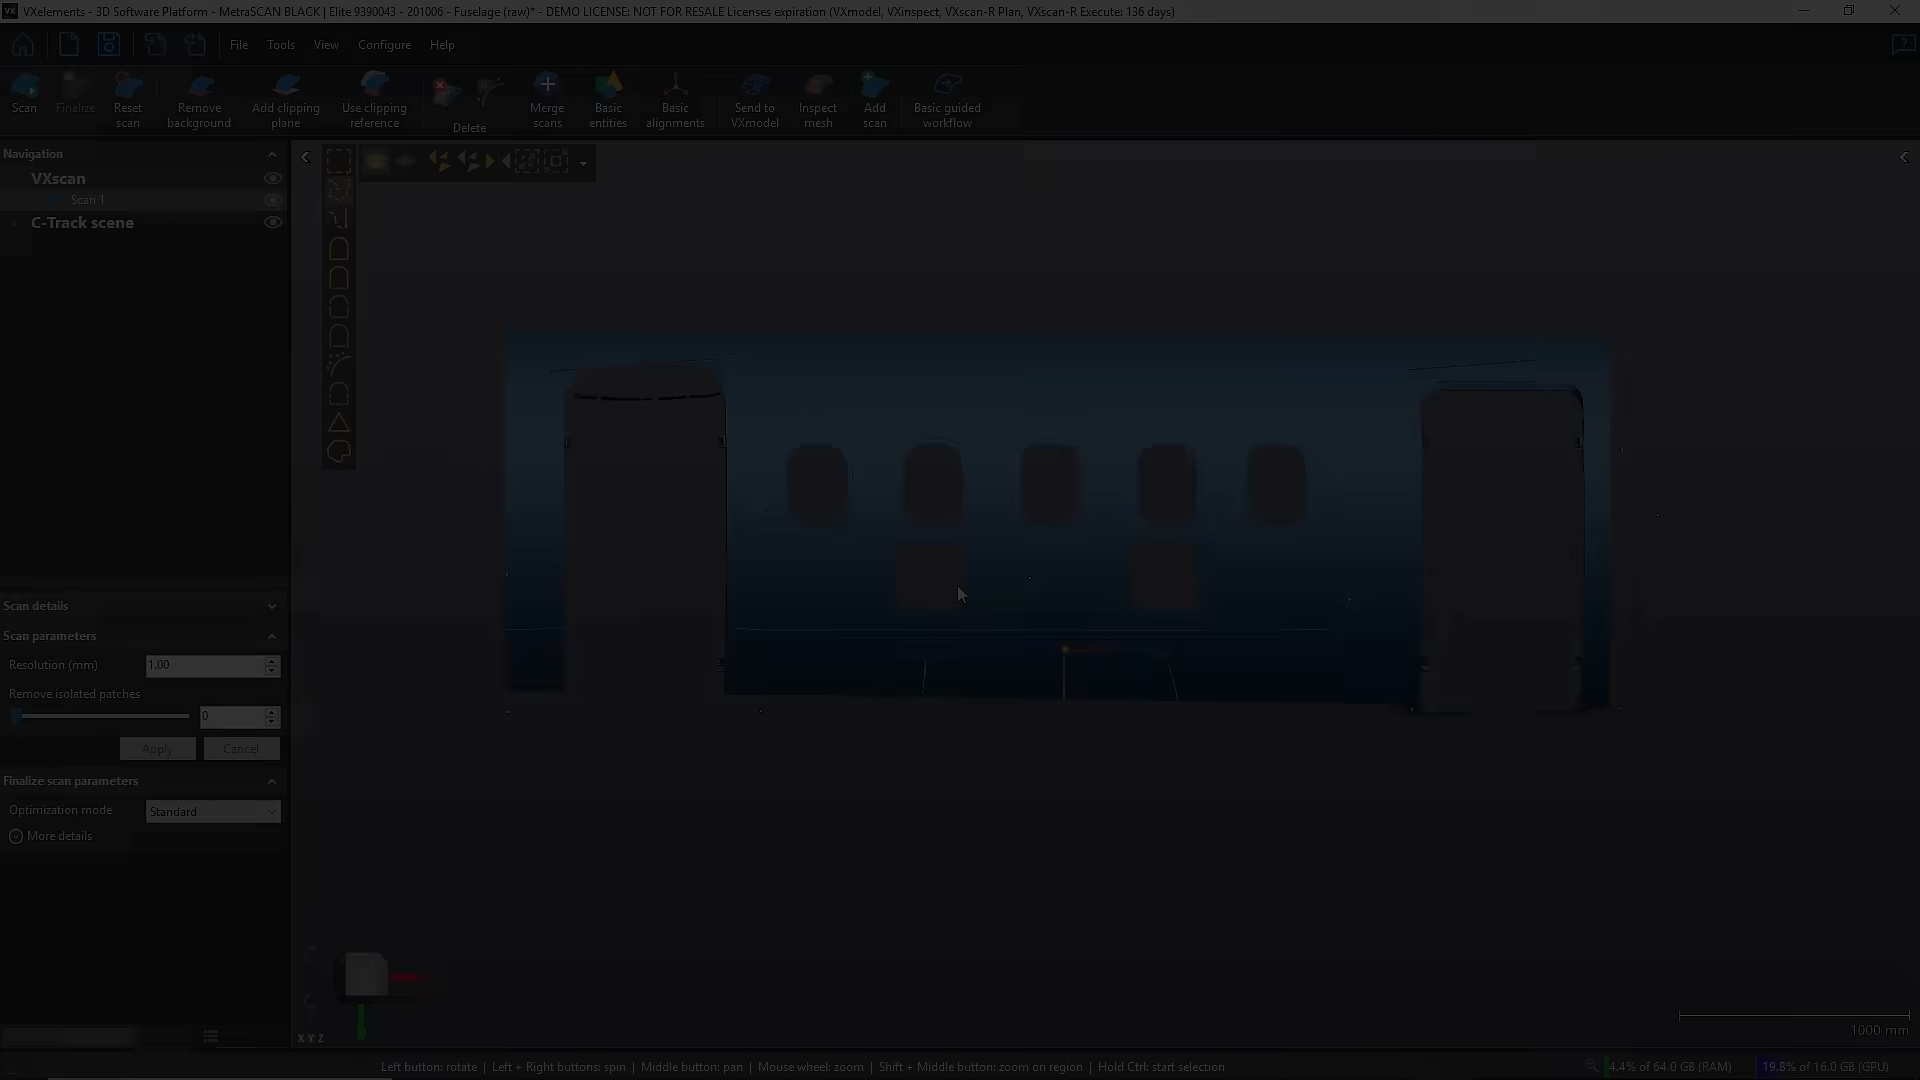 VXelements - 3D Software Platform - MetraSCAN BLACK | Elite 9390043 - 201006 - Fuselage (raw)* - DEMO LICENSE: NOT FOR RESALE Licenses expiration (VXmodel, VXinspect, VXscan-R Plan, VXscan-R Execute: 136 days)
File Tools View Configure Help
Scan
Finalize
Reset scan
Remove background
Add clipping plane
Use clipping reference
Delete
Merge scans
Basic entities
Basic alignments
Send to VXmodel
Inspect mesh
Add scan
Basic guided workflow
Navigation
VXscan
Scan 1
C-Track scene
Scan details
Scan parameters
Resolution (mm) 1.00
Remove isolated patches
0
Apply Cancel
Finalize scan parameters
Optimization mode Standard
More details
X Y Z
1000 mm
Left button: rotate | Left + Right buttons: spin | Middle button: pan | Mouse wheel: zoom | Shift + Middle button: zoom on region | Hold Ctrl: start selection
4.4% of 64.0 GB (RAM) 19.8% of 16.0 GB (GPU)